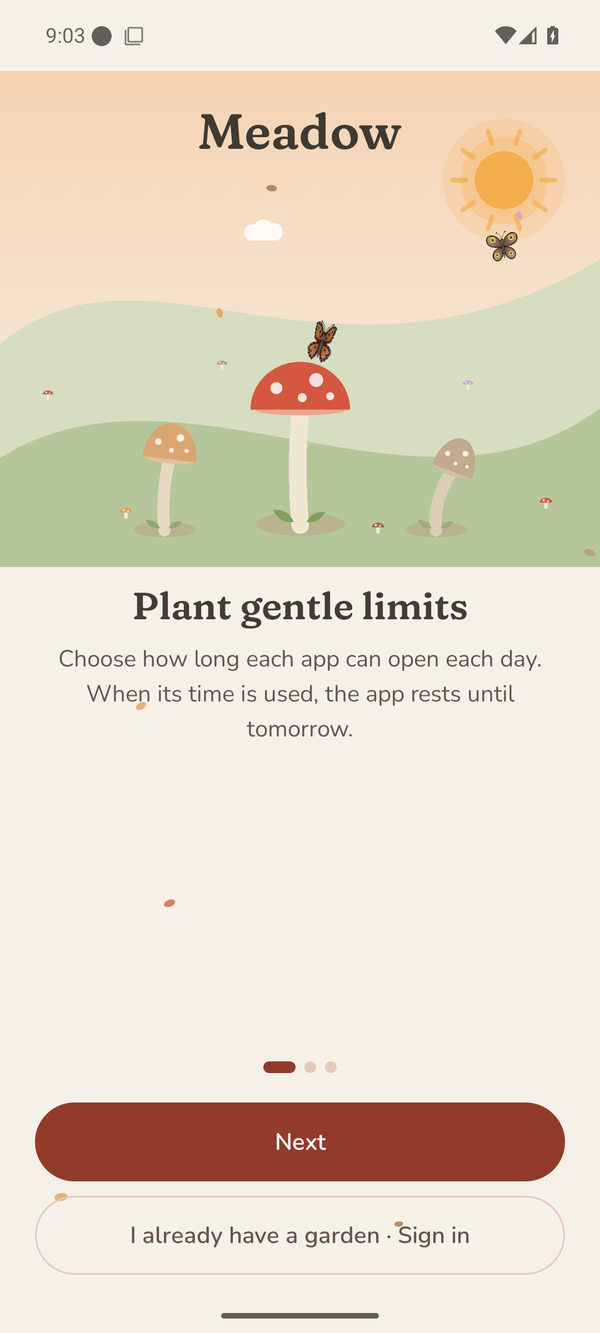 9:03
Meadow
Plant gentle limits
Choose how long each app can open each day.
When its time is used, the app rests until
tomorrow.
Next
I already have a garden · Sign in